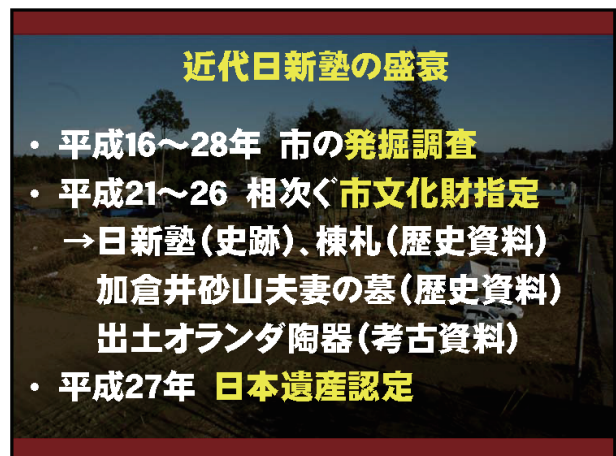 近代日新塾の盛衰
・ 平成16～28年 市の発掘調査
・ 平成21～26 相次ぐ市文化財指定
→日新塾(史跡)、棟札(歴史資料)
加倉井砂山夫妻の墓(歴史資料)
出土オランダ陶器(考古資料)
・ 平成27年 日本遺産認定